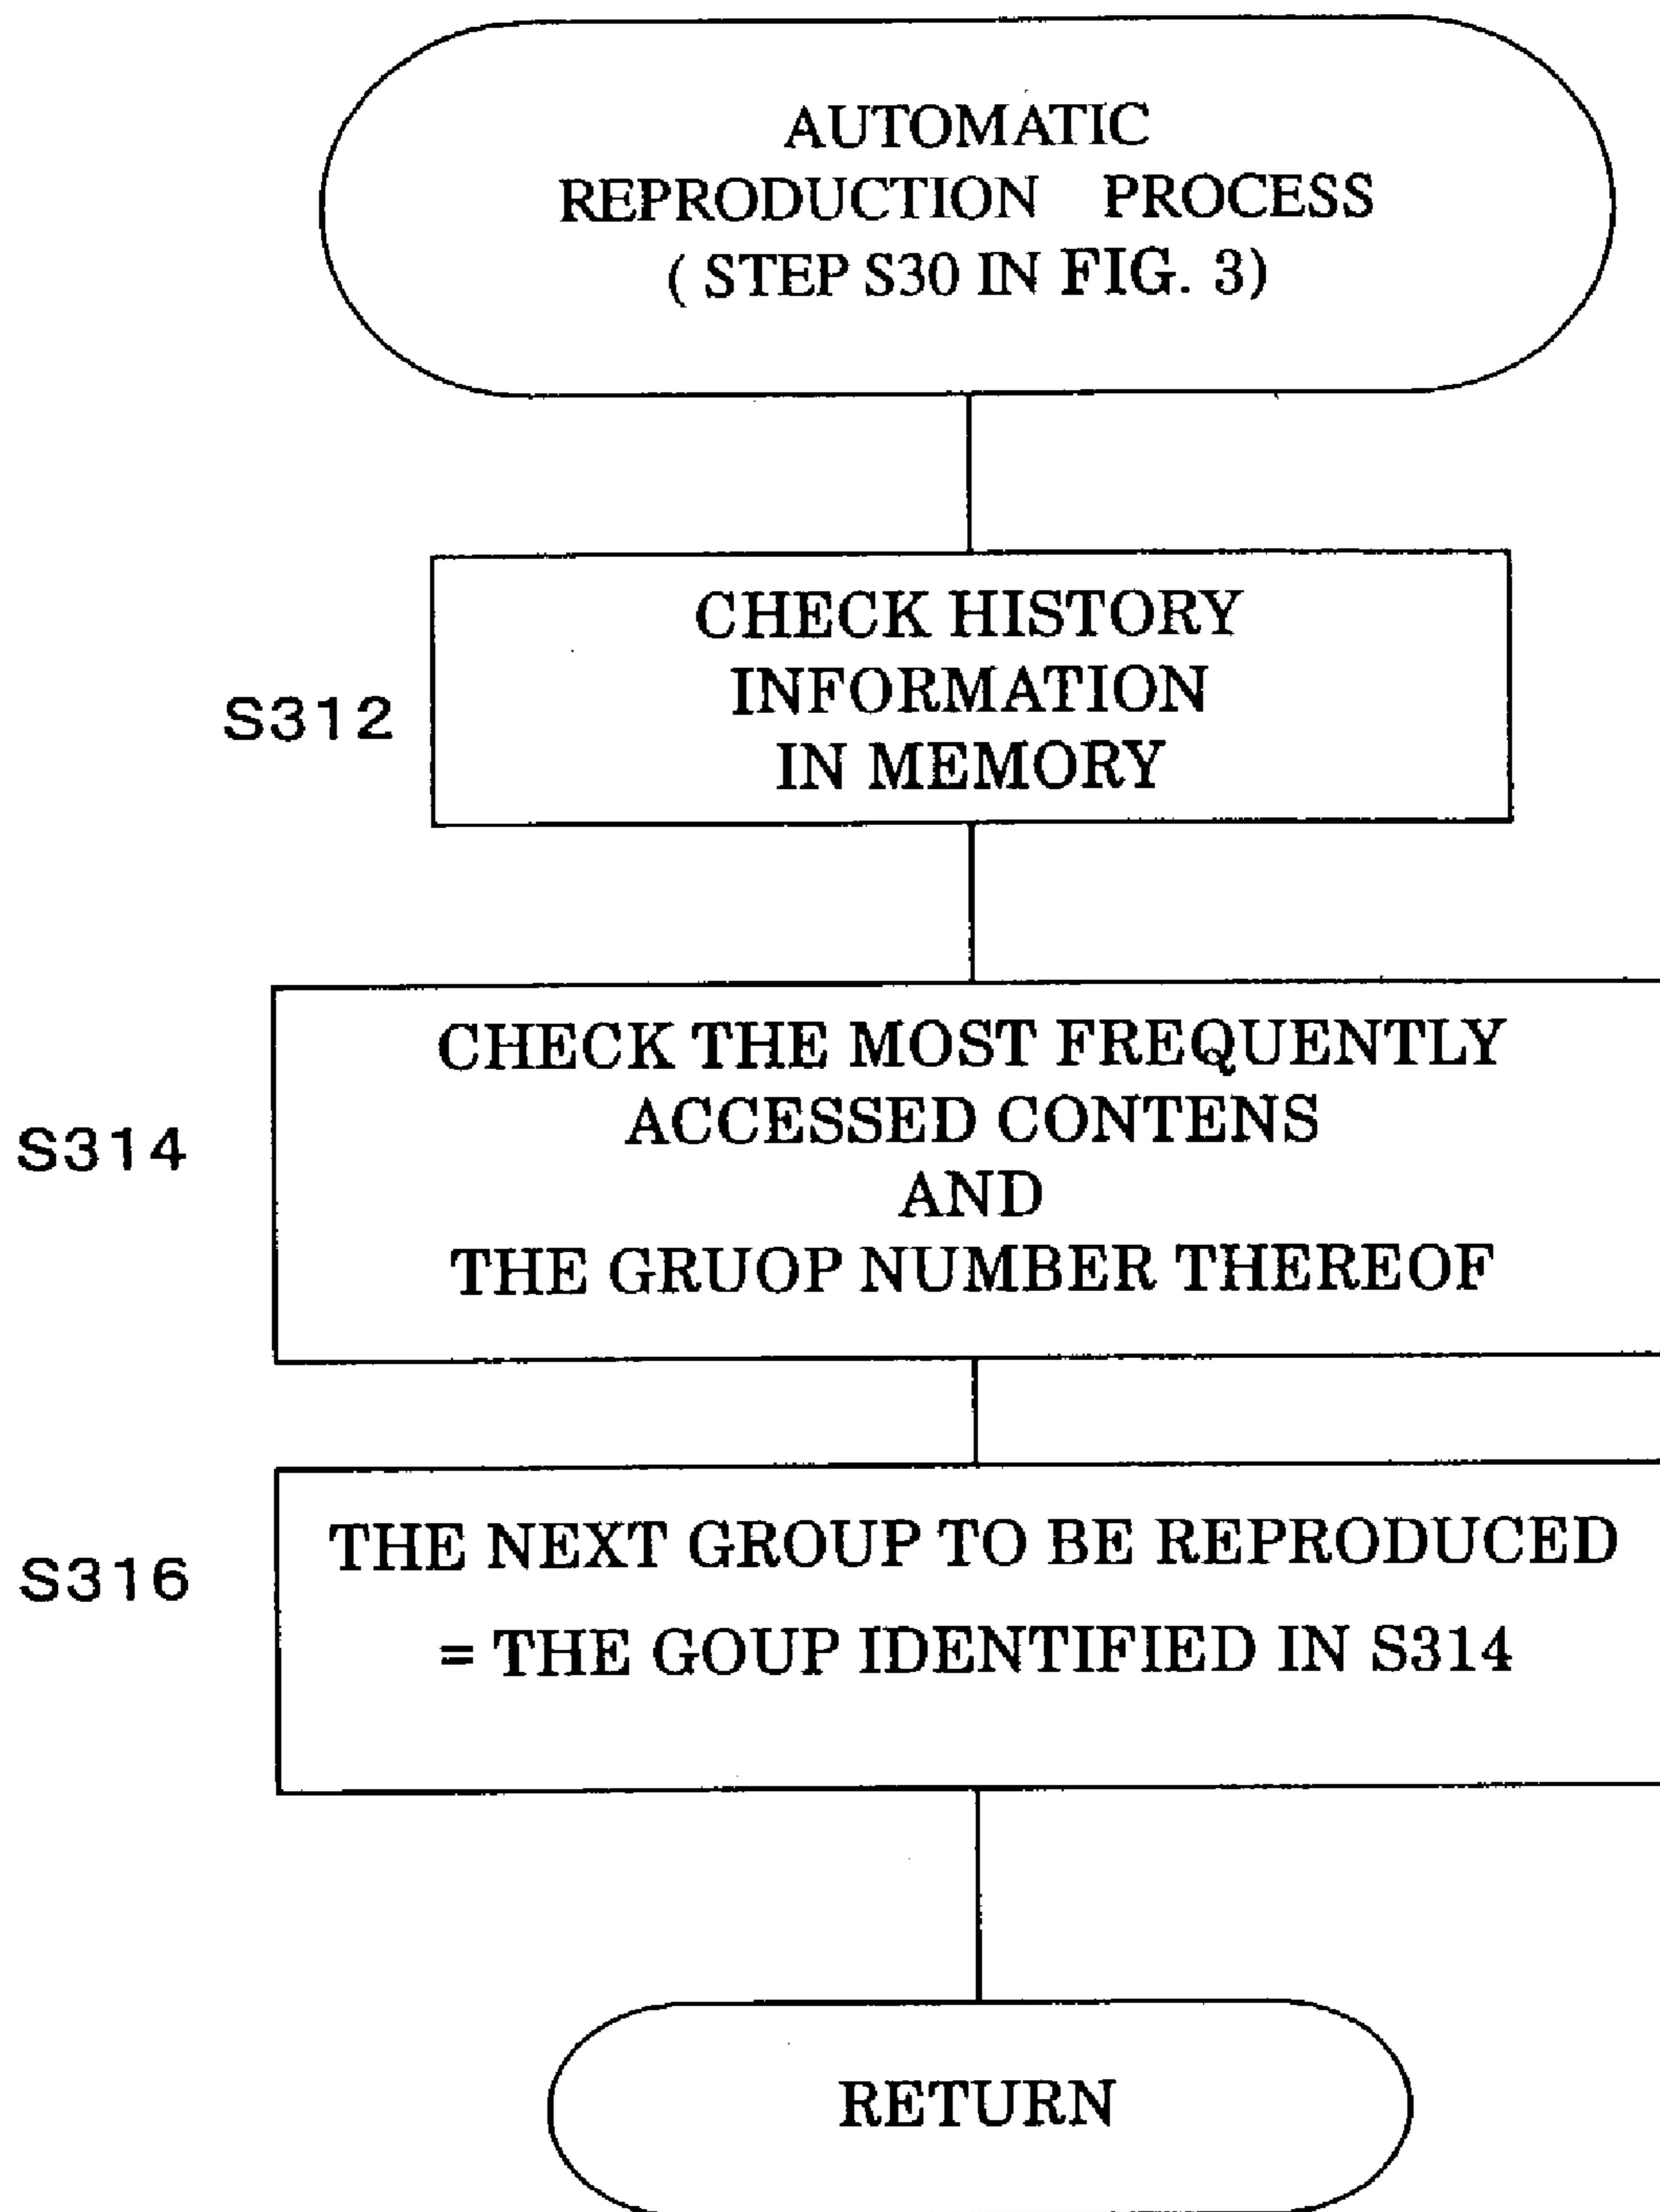 AUTOMATIC
REPRODUCTION PROCESS
( STEP S30 IN FIG. 3)
CHECK HISTORY
INFORMATION
IN MEMORY
S312
CHECK THE MOST FREQUENTLY
ACCESSED CONTENS
AND
THE GRUOP NUMBER THEREOF
S314
THE NEXT GROUP TO BE REPRODUCED
= THE GOUP IDENTIFIED IN S314
S316
RETURN